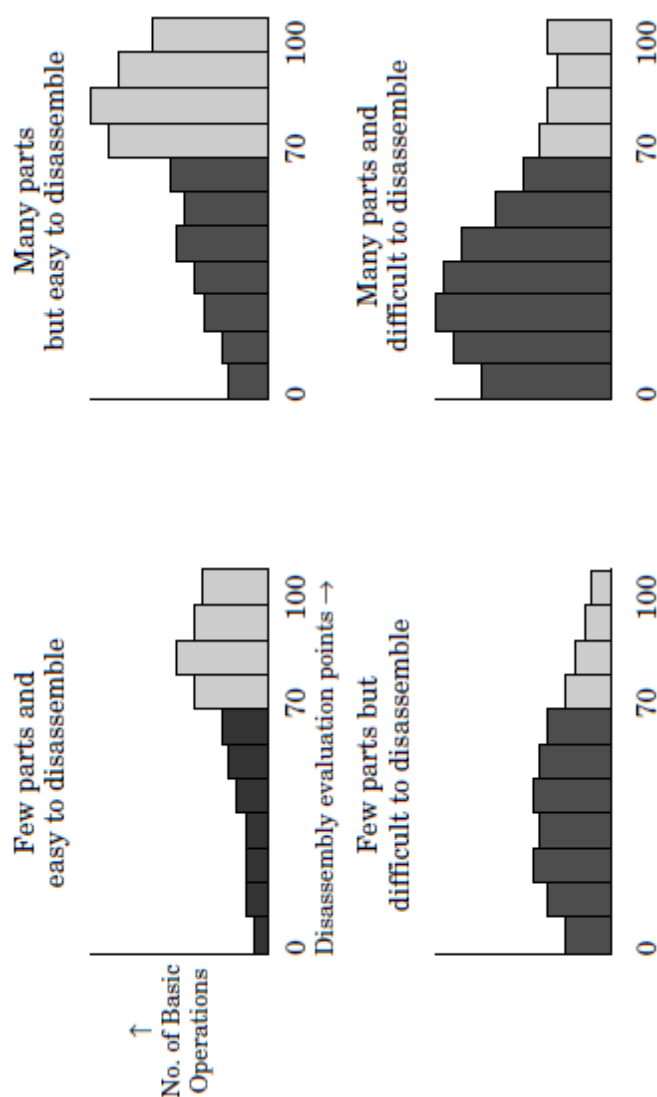 Few parts and
easy to disassemble
Many parts
but easy to disassemble
↑
No. of Basic
Operations
0 70 100
0 70 100
Disassembly evaluation points →
Few parts but
difficult to disassemble
Many parts and
difficult to disassemble
0 70 100
0 70 100